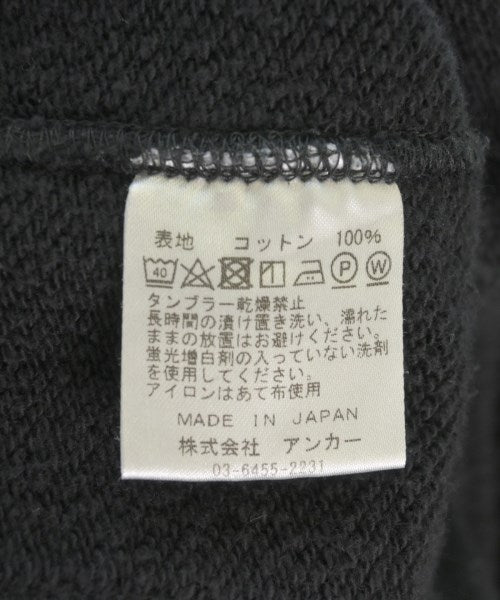 表地 コットン 100%
40 P W
タンブラー乾燥禁止
長時間の漬け置き洗い、濡れた
ままの放置はお避けください。
蛍光増白剤の入っていない洗剤
を使用してください。
アイロンはあて布使用
MADE IN JAPAN
株式会社 アンカー
03-6455-2231